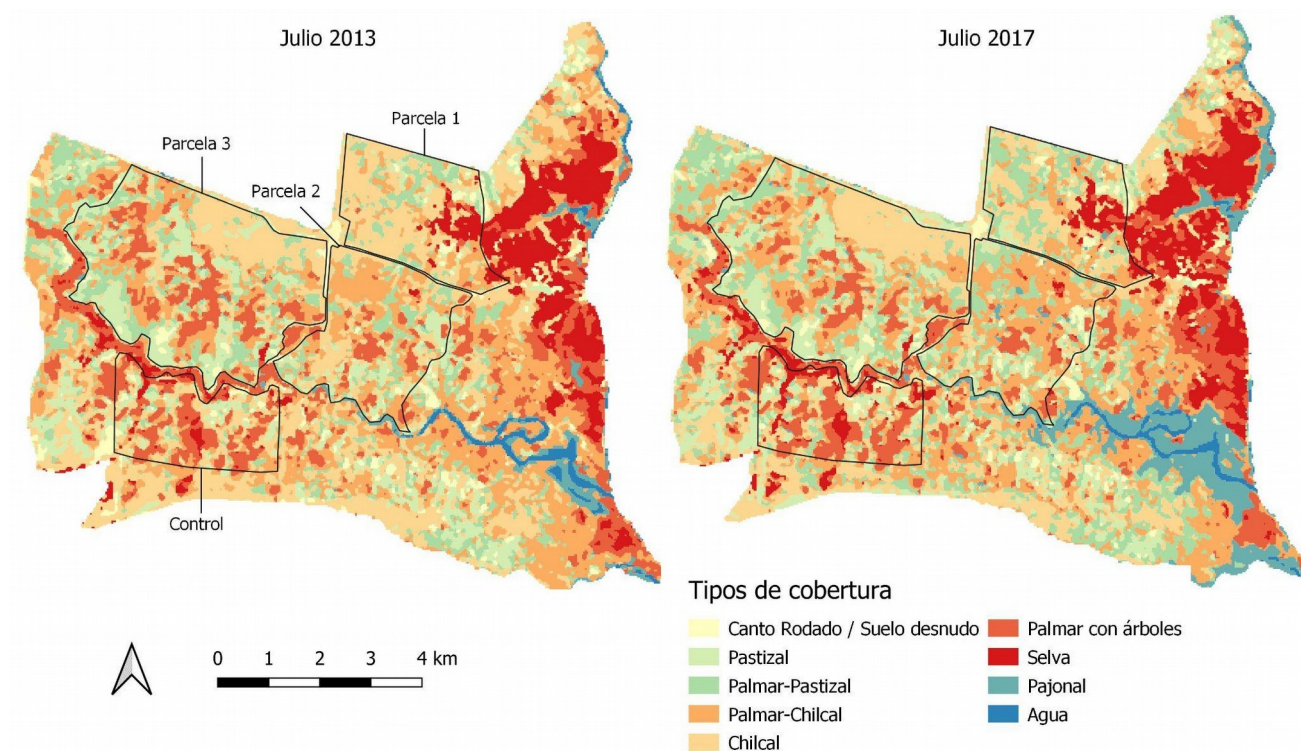 Julio 2013
Julio 2017
Parcela 1
Parcela 3
Parcela 2
Control
Tipos de cobertura
Canto Rodado / Suelo desnudo
Pastizal
Palmar-Pastizal
Palmar-Chilcal
Chilcal
Palmar con árboles
Selva
Pajonal
Agua
0 1 2 3 4 km